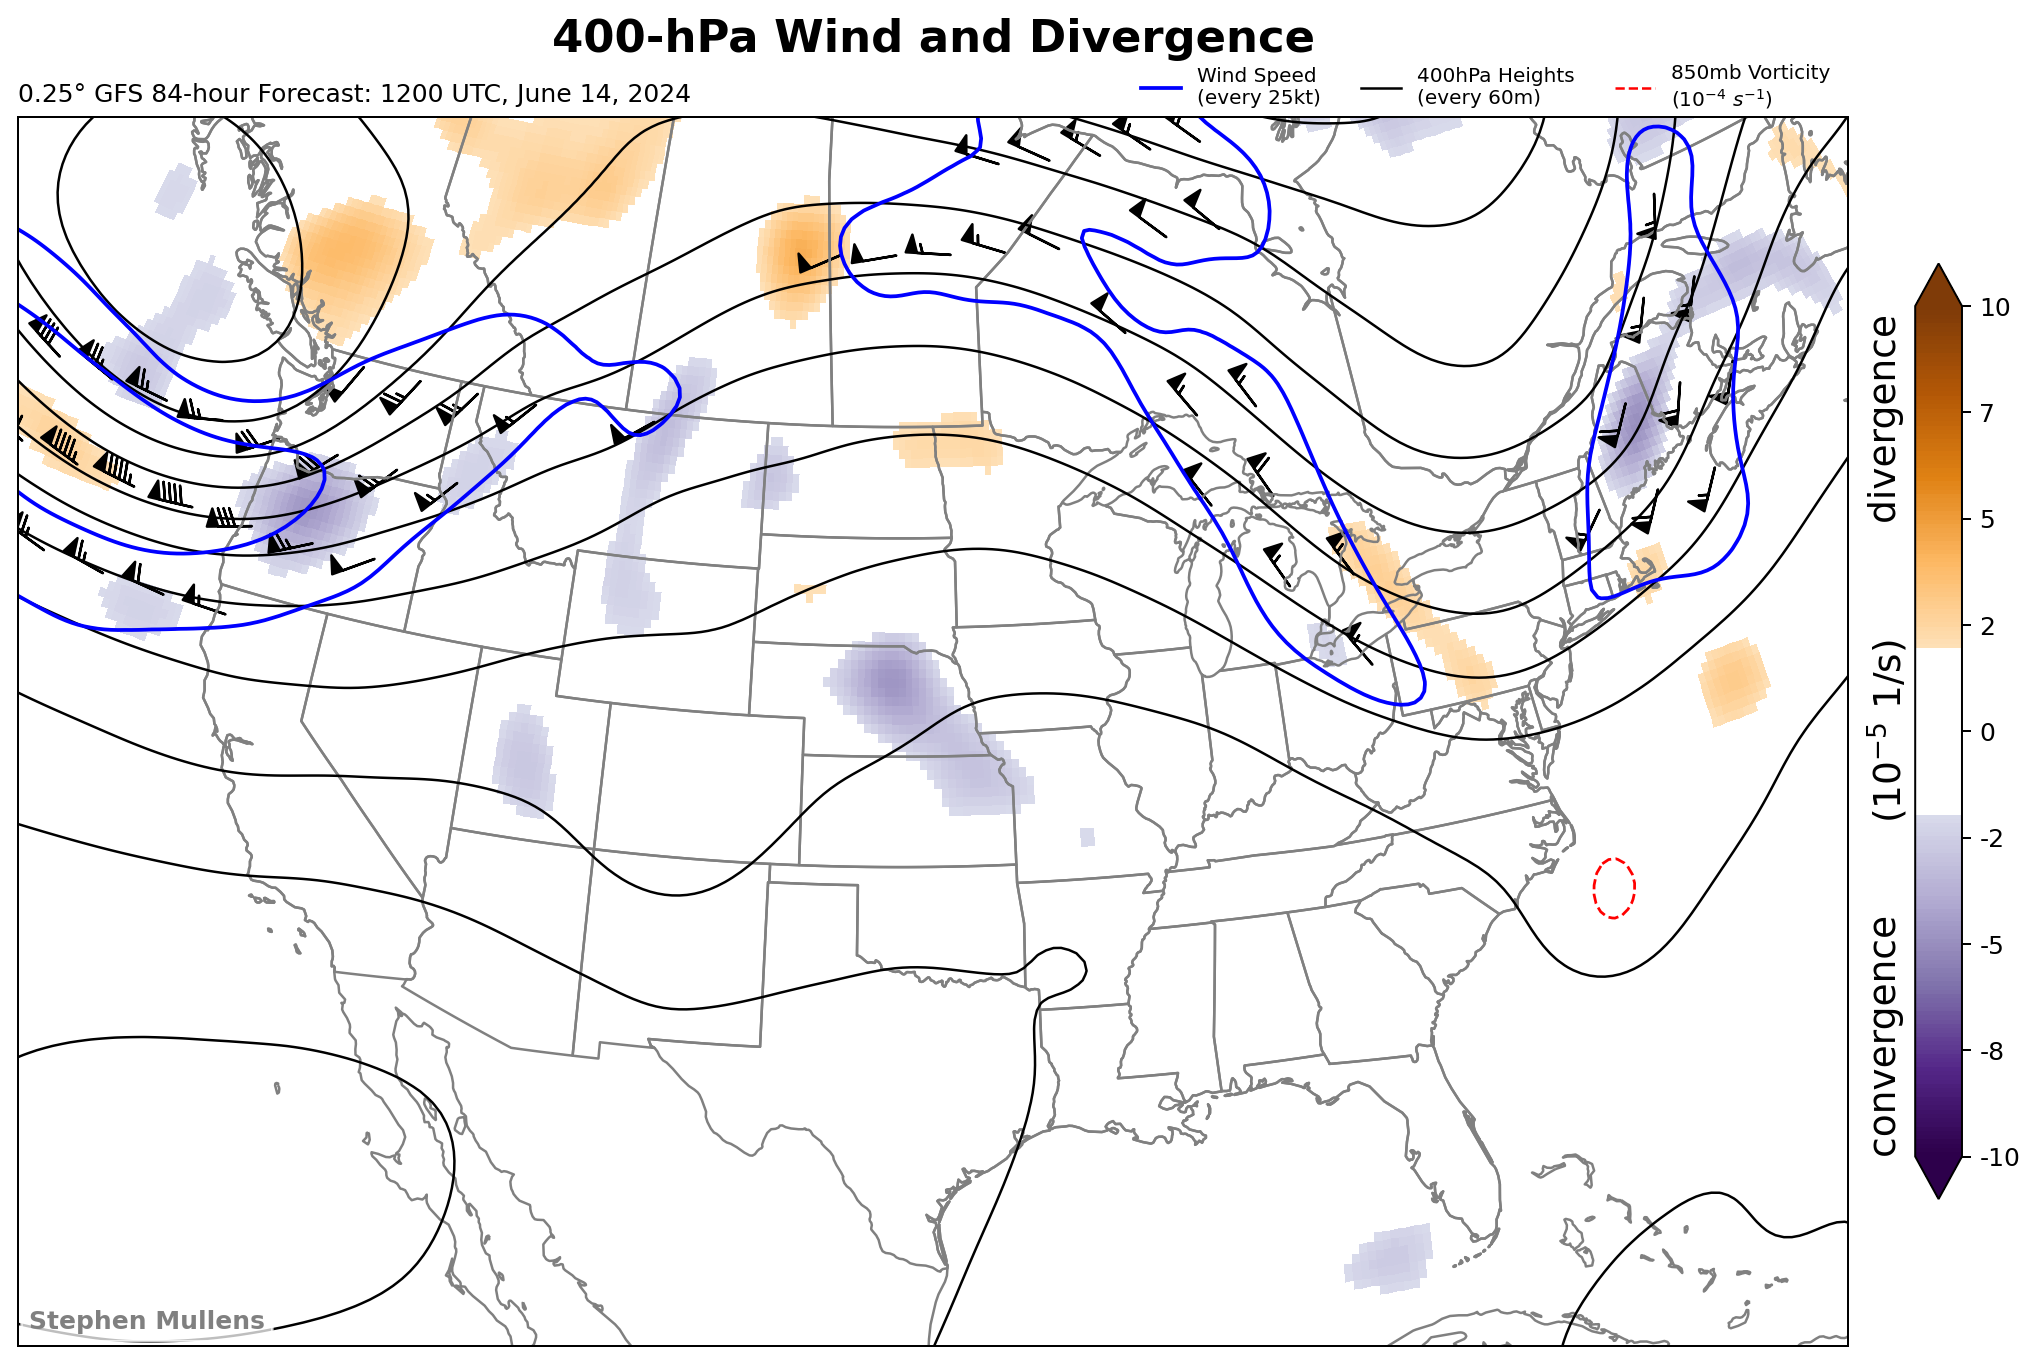 400-hPa Wind and Divergence
0.25° GFS 84-hour Forecast: 1200 UTC, June 14, 2024
Wind Speed
(every 25kt)
400hPa Heights
(every 60m)
850mb Vorticity
(10⁻⁴ s⁻¹)
10
7
5
2
0
-2
-5
-8
-10
convergence (10⁻⁵ 1/s) divergence
Stephen Mullens